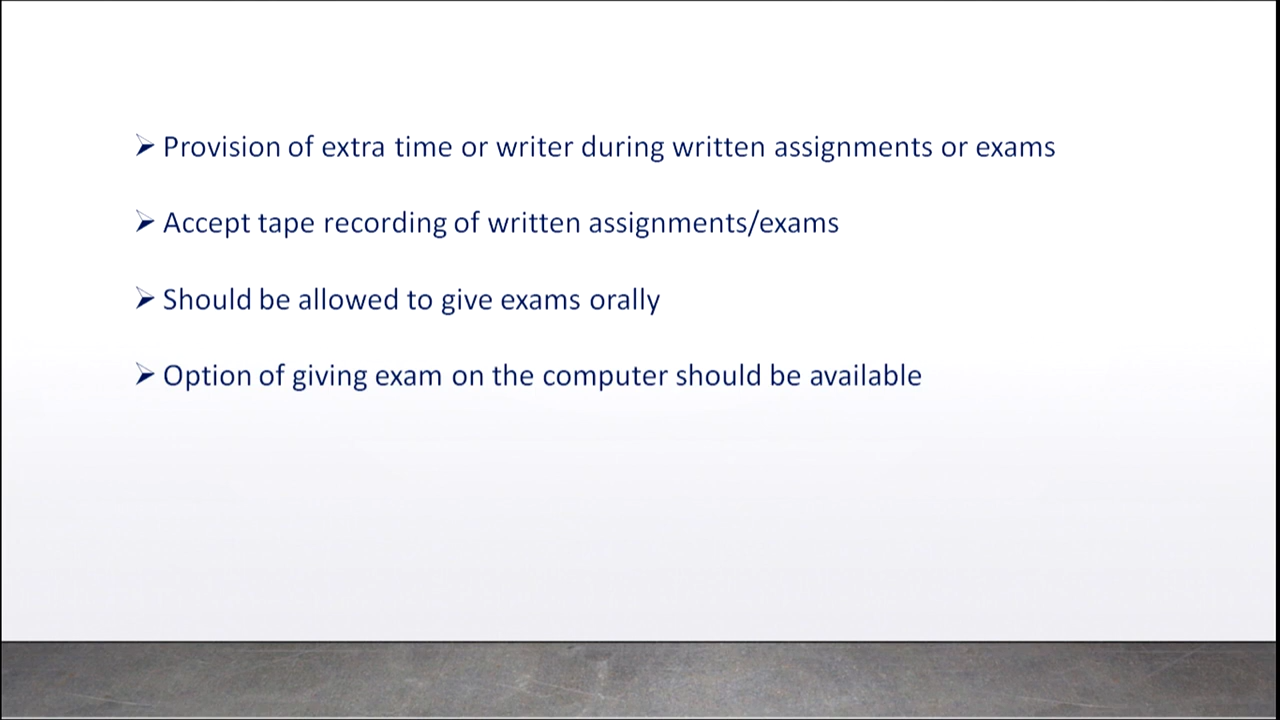 ➢ Provision of extra time or writer during written assignments or exams
➢ Accept tape recording of written assignments/exams
➢ Should be allowed to give exams orally
➢ Option of giving exam on the computer should be available